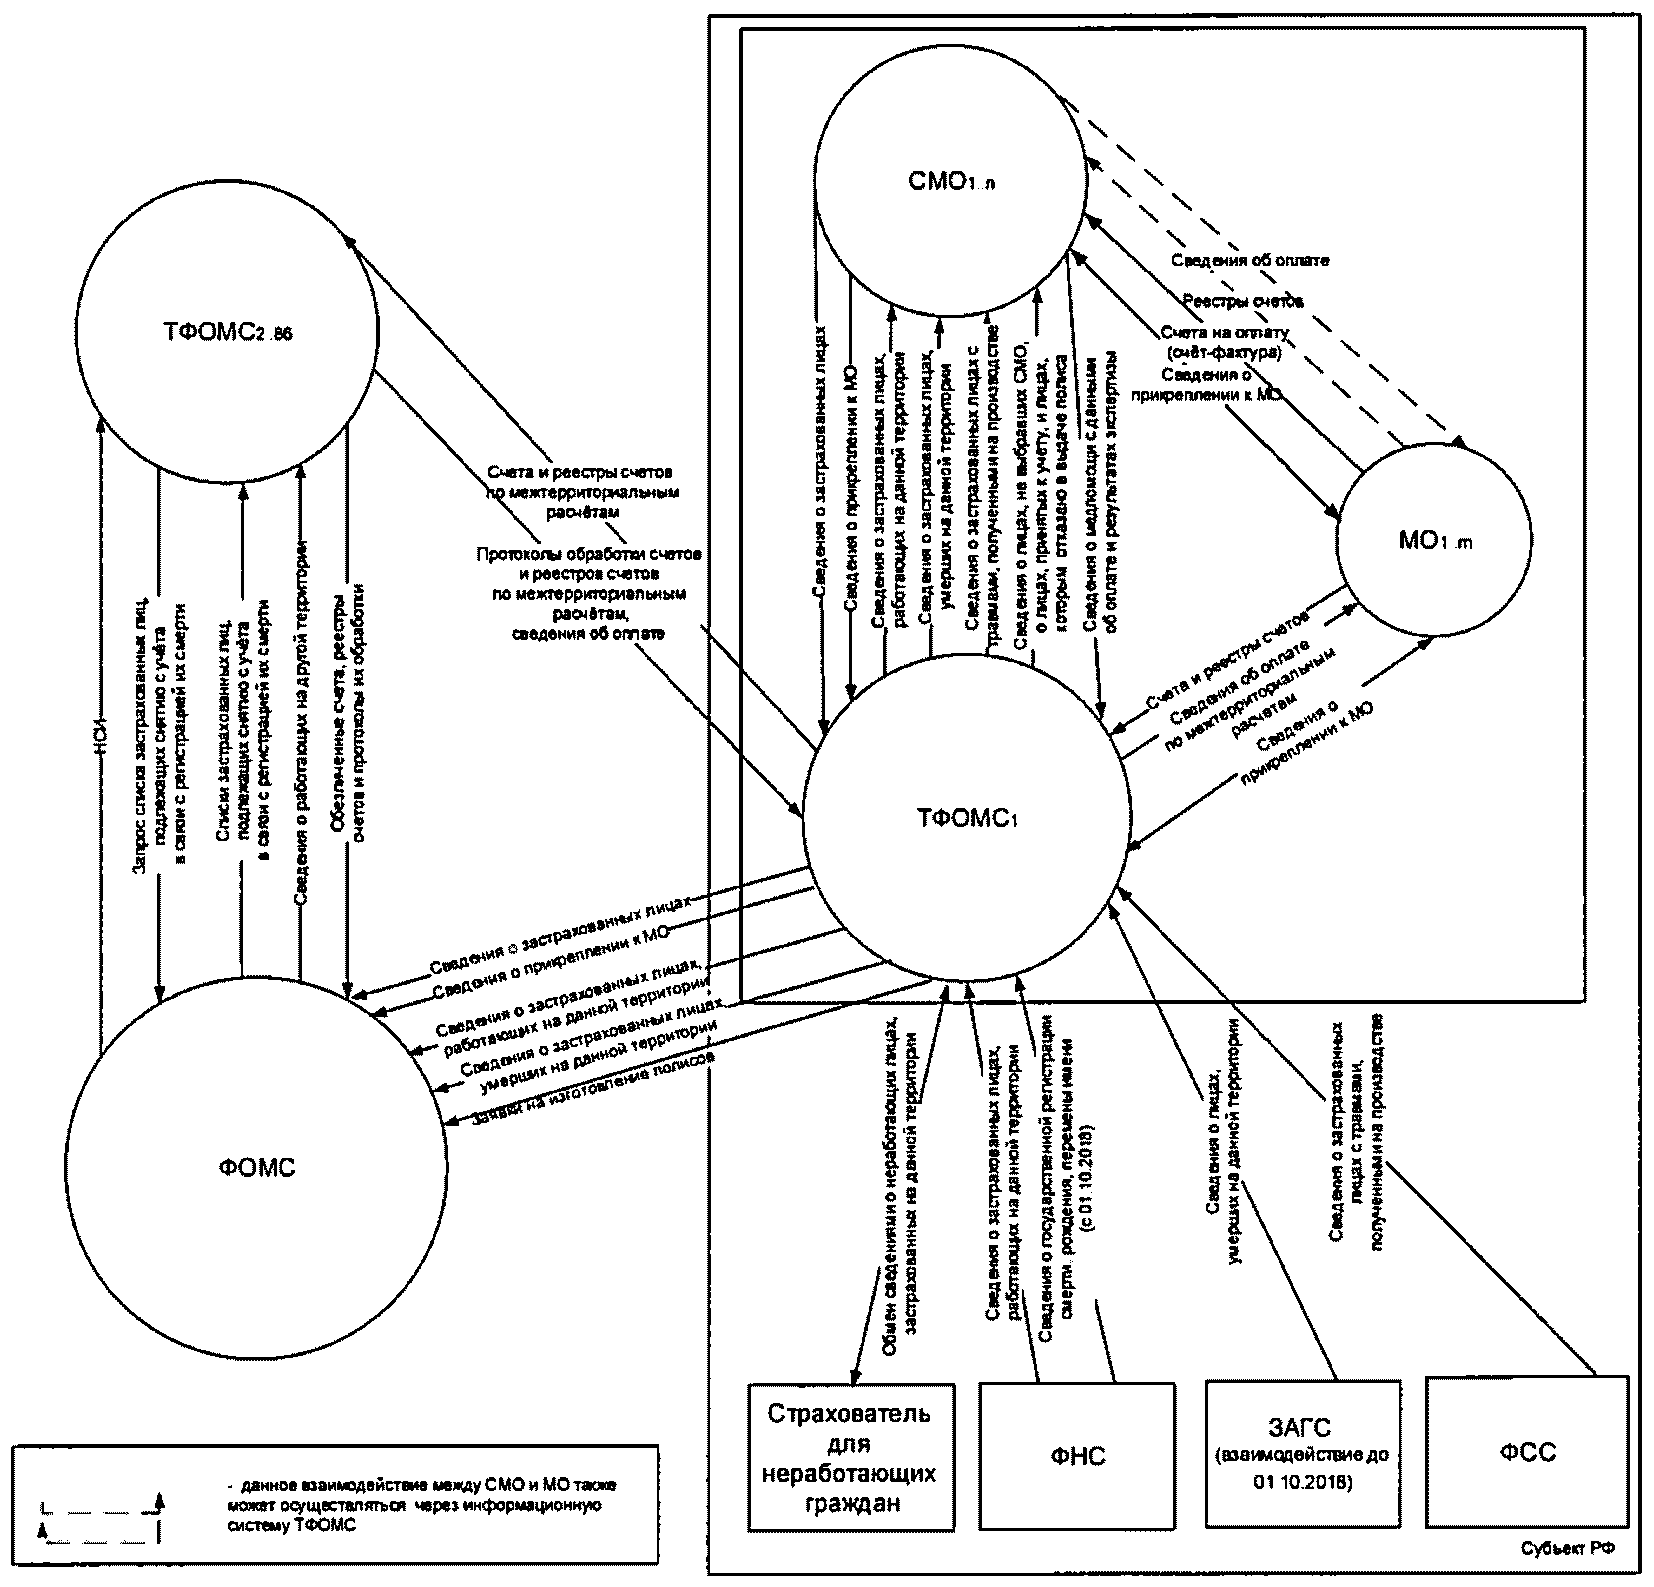 СМО1..n
ТФОМС2..86
МО1..m
ТФОМС1
ФОМС
Сведения об оплате
Реестры счетов
Счета на оплату
(счёт-фактура)
Сведения о
прикреплении к МО
Сведения о застрахованных лицах
Сведения о прикреплении к МО
Сведения о застрахованных лицах,
работающих на данной территории
Сведения о застрахованных лицах,
умерших на данной территории
Сведения о застрахованных лицах с
травмами, полученными на производстве
Сведения о лицах, не выбравших СМО,
о лицах, принятых к учёту, и лицах,
которым отказано в выдаче полиса
Сведения о медпомощи с данными
об оплате и результатах экспертизы
Счета и реестры счетов
по межтерриториальным
расчётам
Протоколы обработки счетов
и реестров счетов
по межтерриториальным
расчётам,
сведения об оплате
НСИ
Запрос списка застрахованных лиц,
подлежащих снятию с учёта
в связи с регистрацией их смерти
Списки застрахованных лиц,
подлежащих снятию с учёта
в связи с регистрацией их смерти
Сведения о работающих на другой территории
Обезличенные счета, реестры
счетов и протоколы их обработки
Счета и реестры счетов
Сведения об оплате
по межтерриториальным
расчетам
Сведения о
прикреплении к МО
Сведения о застрахованных лицах
Сведения о прикреплении к МО
Сведения о застрахованных лицах,
работающих на данной территории
Сведения о застрахованных лицах,
умерших на данной территории
Заявки на изготовление полисов
Обмен сведениями о неработающих лицах,
застрахованных на данной территории
Сведения о застрахованных лицах,
работающих на данной территории
Сведения о государственной регистрации
смерти, рождения, перемены имени
(с 01.10.2018)
Сведения о лицах,
умерших на данной территории
Сведения о застрахованных
лицах с травмами,
полученными на производстве
Страхователь
для
неработающих
граждан
ФНС
ЗАГС
(взаимодействие до
01.10.2018)
ФСС
Субъект РФ
- данное взаимодействие между СМО и МО также
может осуществляться через информационную
систему ТФОМС